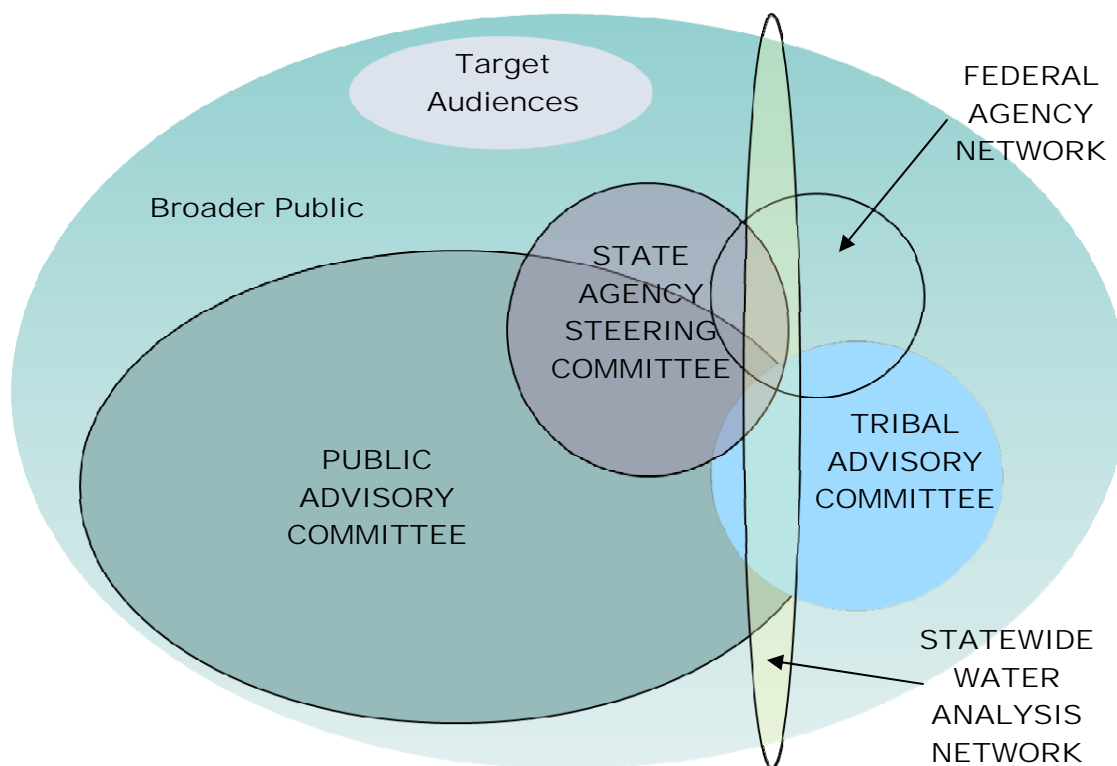 Target
Audiences
FEDERAL
AGENCY
NETWORK
Broader Public
STATE
AGENCY
STEERING
COMMITTEE
TRIBAL
ADVISORY
COMMITTEE
PUBLIC
ADVISORY
COMMITTEE
STATEWIDE
WATER
ANALYSIS
NETWORK